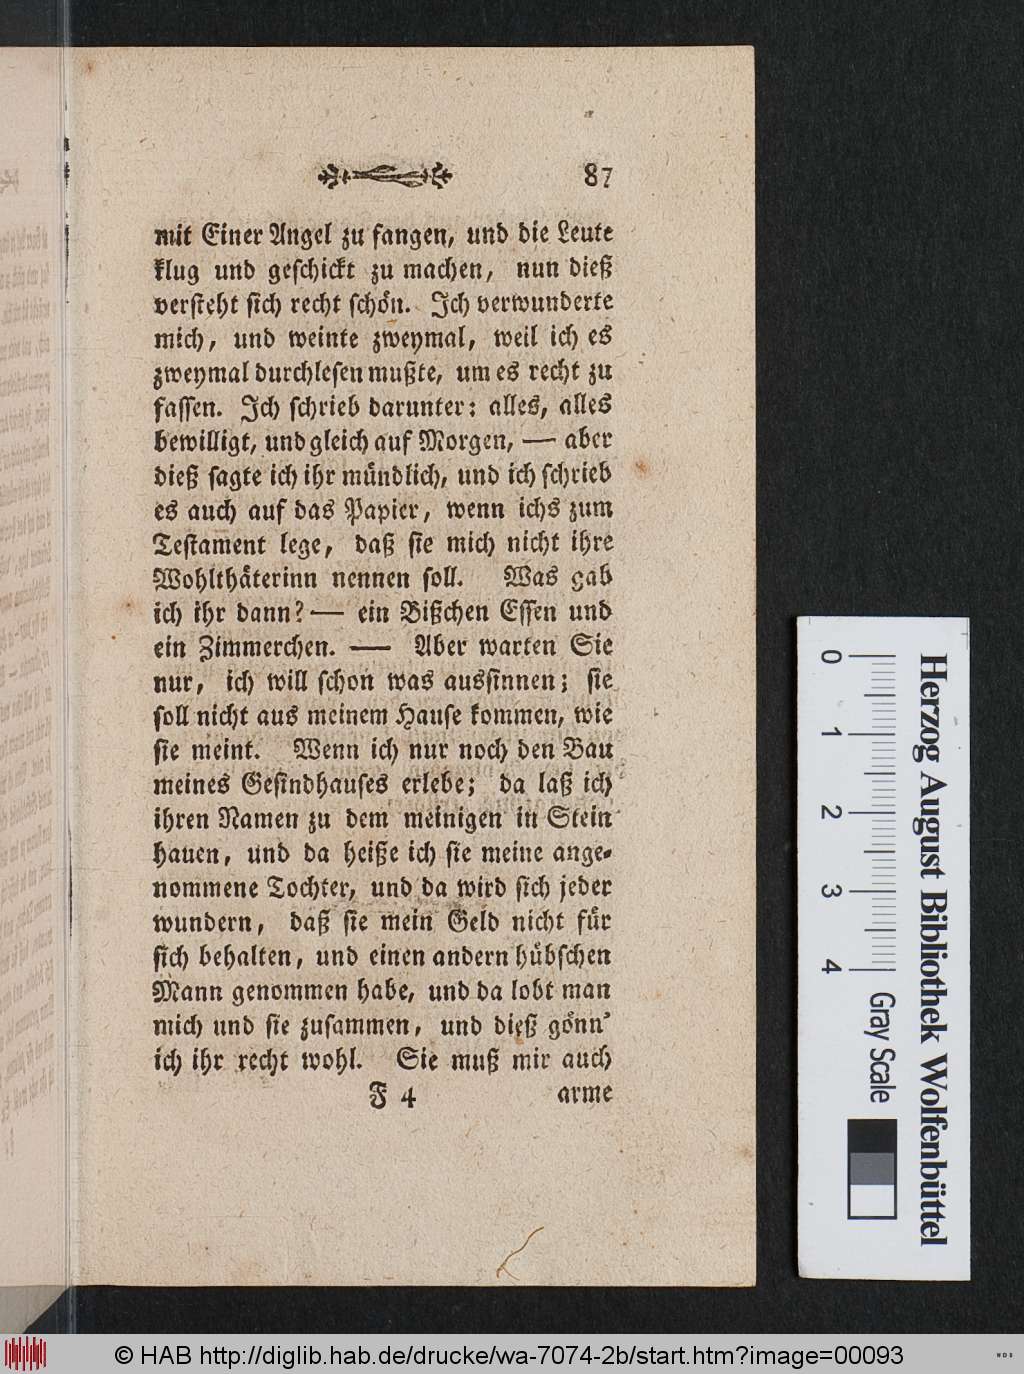 87
mit Einer Angel zu fangen, und die Leute
klug und geschickt zu machen, nun dieß
versteht sich recht schön. Ich verwunderte
mich, und weinte zweymal, weil ich es
zweymal durchlesen mußte, um es recht zu
fassen. Ich schrieb darunter: alles, alles
bewilligt, und gleich auf Morgen, — aber
dieß sagte ich ihr mündlich, und ich schrieb
es auch auf das Papier, wenn ichs zum
Testament lege, daß sie mich nicht ihre
Wohlthäterinn nennen soll. Was gab
ich ihr dann? — ein Bißchen Essen und
ein Zimmerchen. — Aber warten Sie
nur, ich will schon was aussinnen; sie
soll nicht aus meinem Hause kommen, wie
sie meint. Wenn ich nur noch den Bau
meines Gesindhauses erlebe; da laß ich
ihren Namen zu dem meinigen in Stein
hauen, und da heiße ich sie meine ange-
nommene Tochter, und da wird sich jeder
wundern, daß sie mein Geld nicht für
sich behalten, und einen andern hübschen
Mann genommen habe, und da lobt man
mich und sie zusammen, und dieß gönn'
ich ihr recht wohl. Sie muß mir auch
F 4 arme
Herzog August Bibliothek Wolfenbüttel
0 1 2 3 4 Gray Scale
© HAB http://diglib.hab.de/drucke/wa-7074-2b/start.htm?image=00093